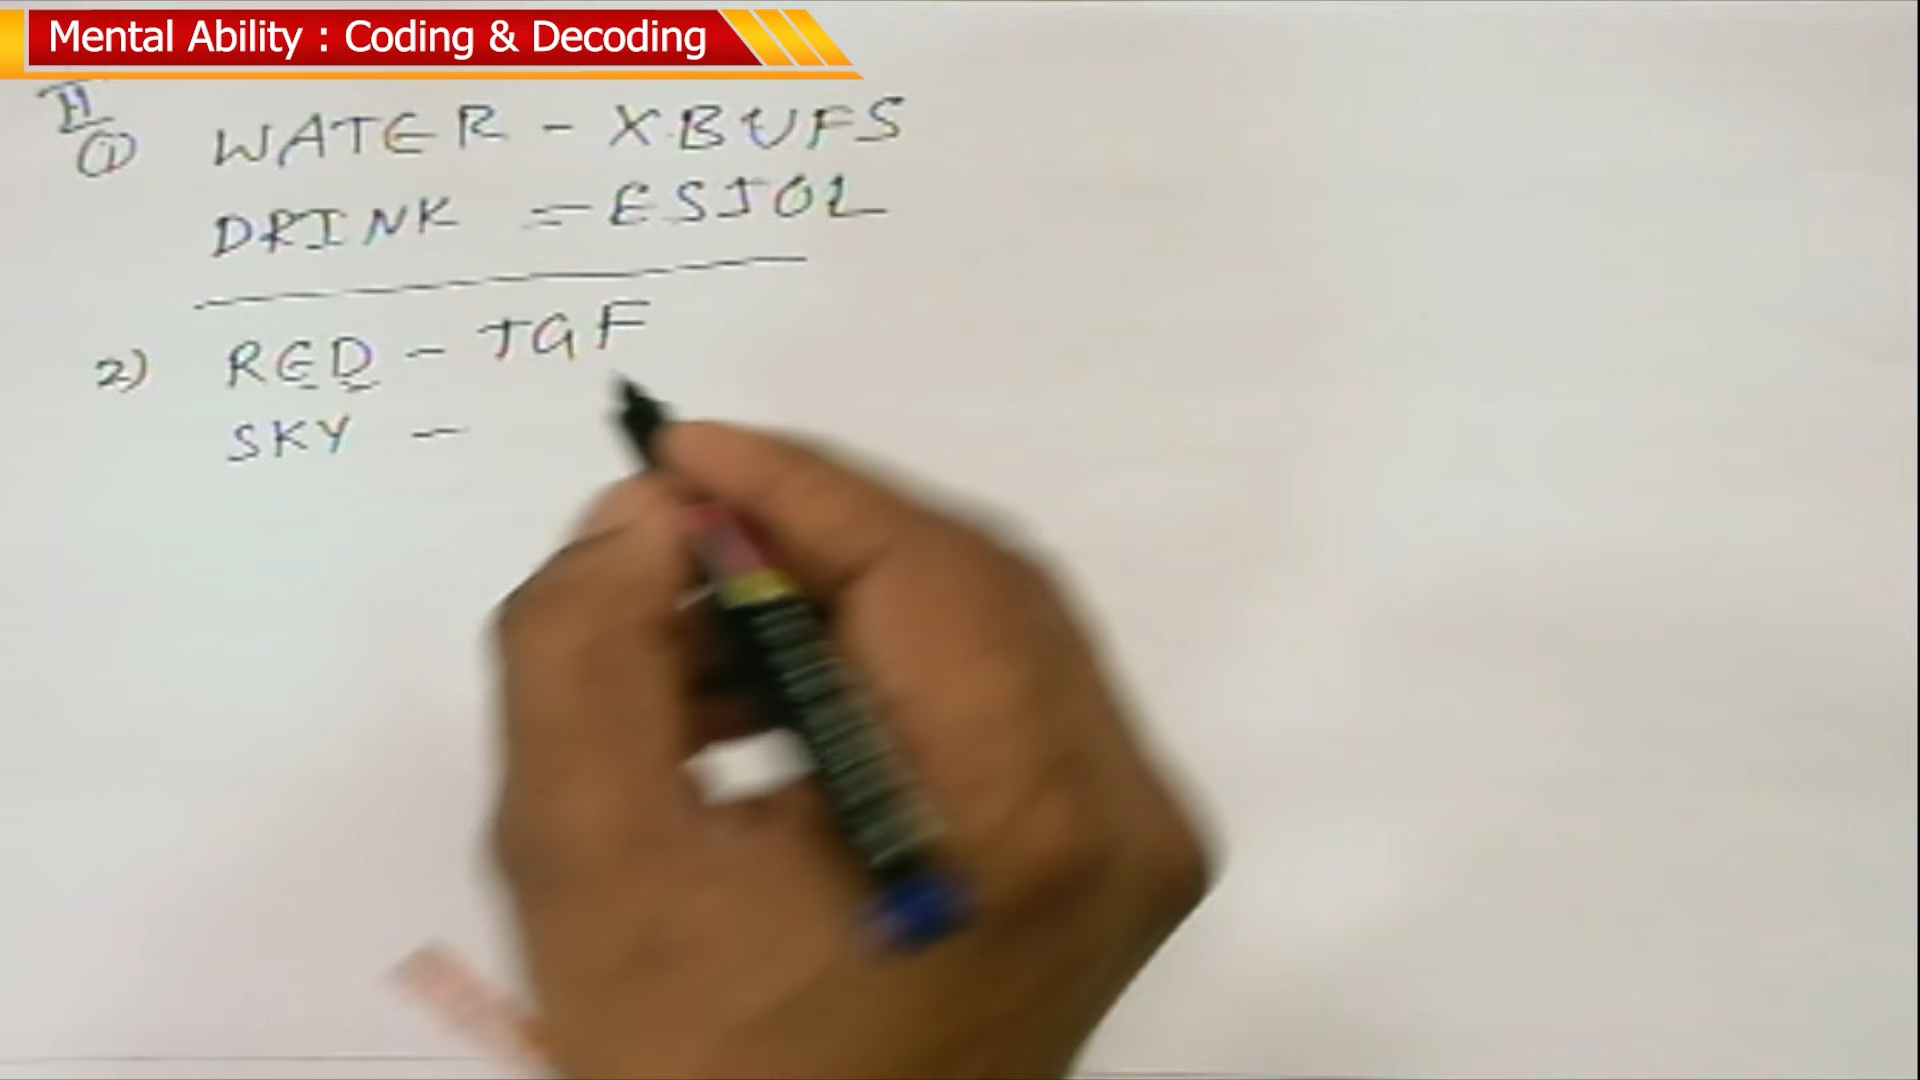 Mental Ability : Coding & Decoding
II
① WATER - XBUFS
DRINK = ESJOL
2) RED - TGF
SKY -